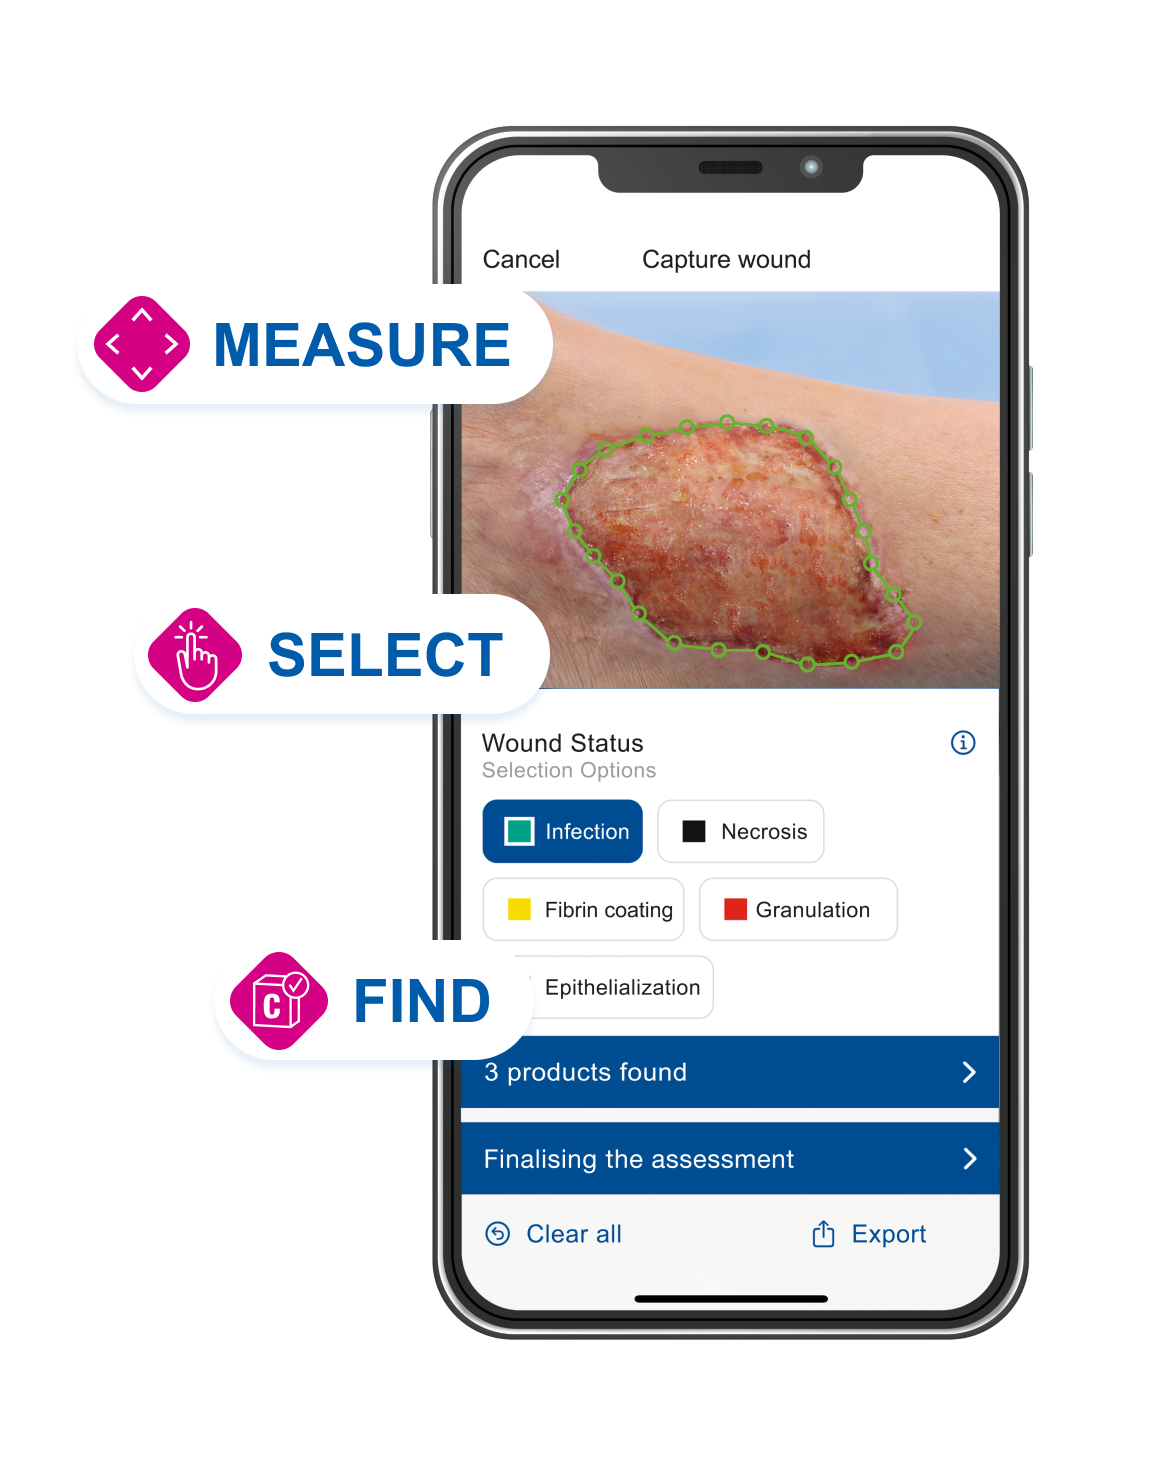 Cancel
Capture wound
MEASURE
SELECT
Wound Status
Selection Options
Infection
Necrosis
Fibrin coating
Granulation
C
FIND
Epithelialization
3 products found
Finalising the assessment
Clear all
Export